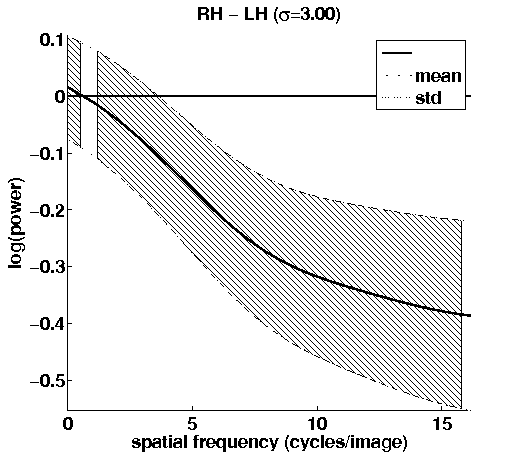 RH − LH (σ=3.00)
mean
std
0.1
0
−0.1
−0.2
−0.3
−0.4
−0.5
log(power)
0 5 10 15
spatial frequency (cycles/image)